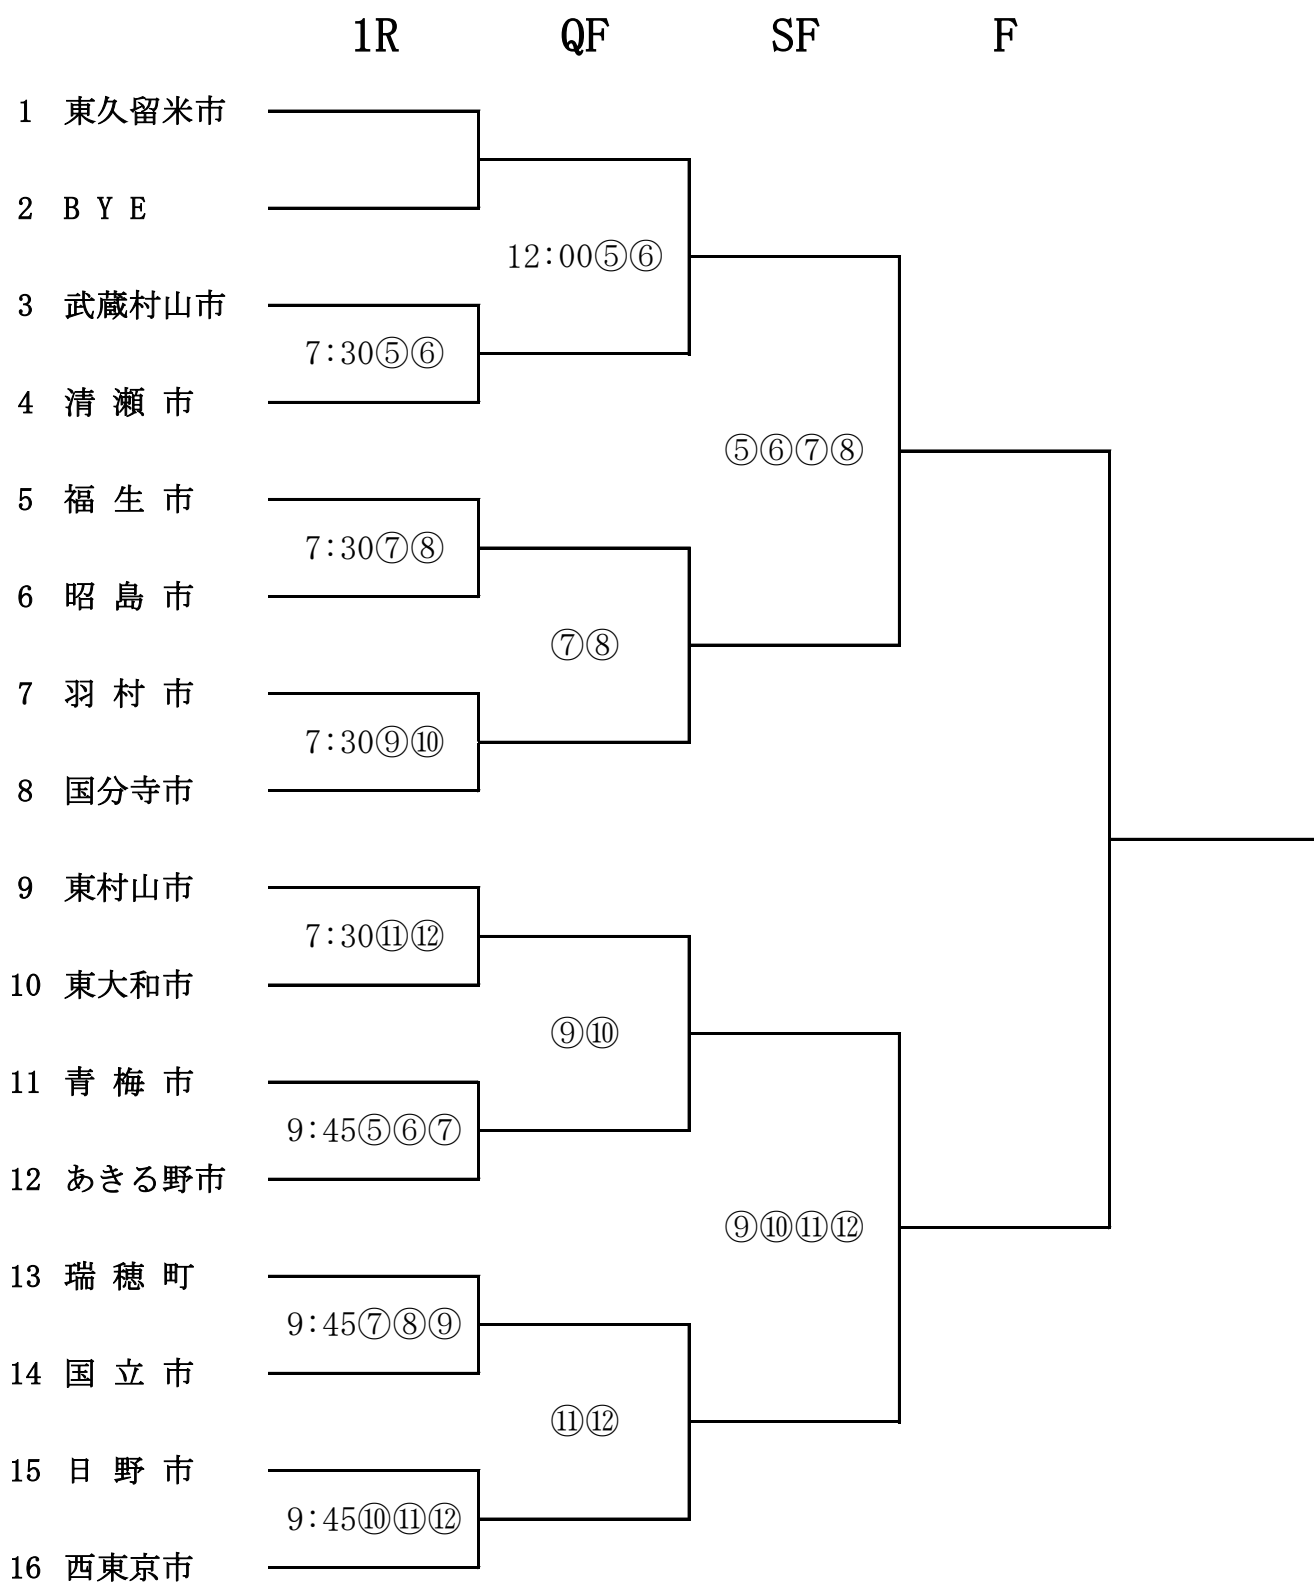 1R QF SF F
1 東久留米市
2 B Y E
12:00⑤⑥
3 武蔵村山市
7:30⑤⑥
4 清 瀬 市
⑤⑥⑦⑧
5 福 生 市
7:30⑦⑧
6 昭 島 市
⑦⑧
7 羽 村 市
7:30⑨⑩
8 国分寺市
9 東村山市
7:30⑪⑫
10 東大和市
⑨⑩
11 青 梅 市
9:45⑤⑥⑦
12 あきる野市
⑨⑩⑪⑫
13 瑞 穂 町
9:45⑦⑧⑨
14 国 立 市
⑪⑫
15 日 野 市
9:45⑩⑪⑫
16 西東京市